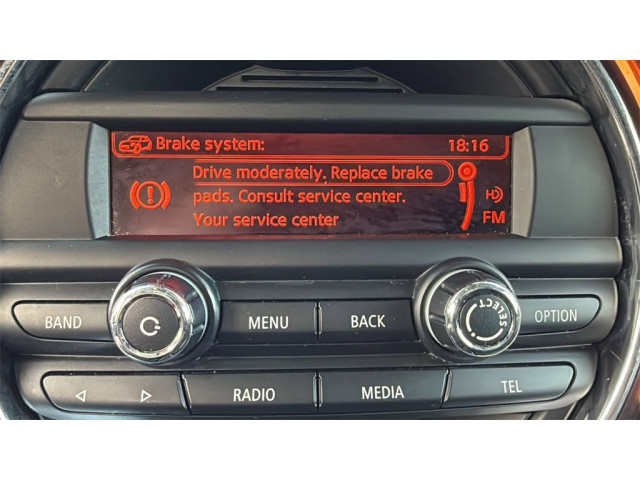 Brake system: 18:16
Drive moderately. Replace brake
pads. Consult service center.
Your service center
HD
FM
BAND
MENU
BACK
SELECT
OPTION
RADIO
MEDIA
TEL